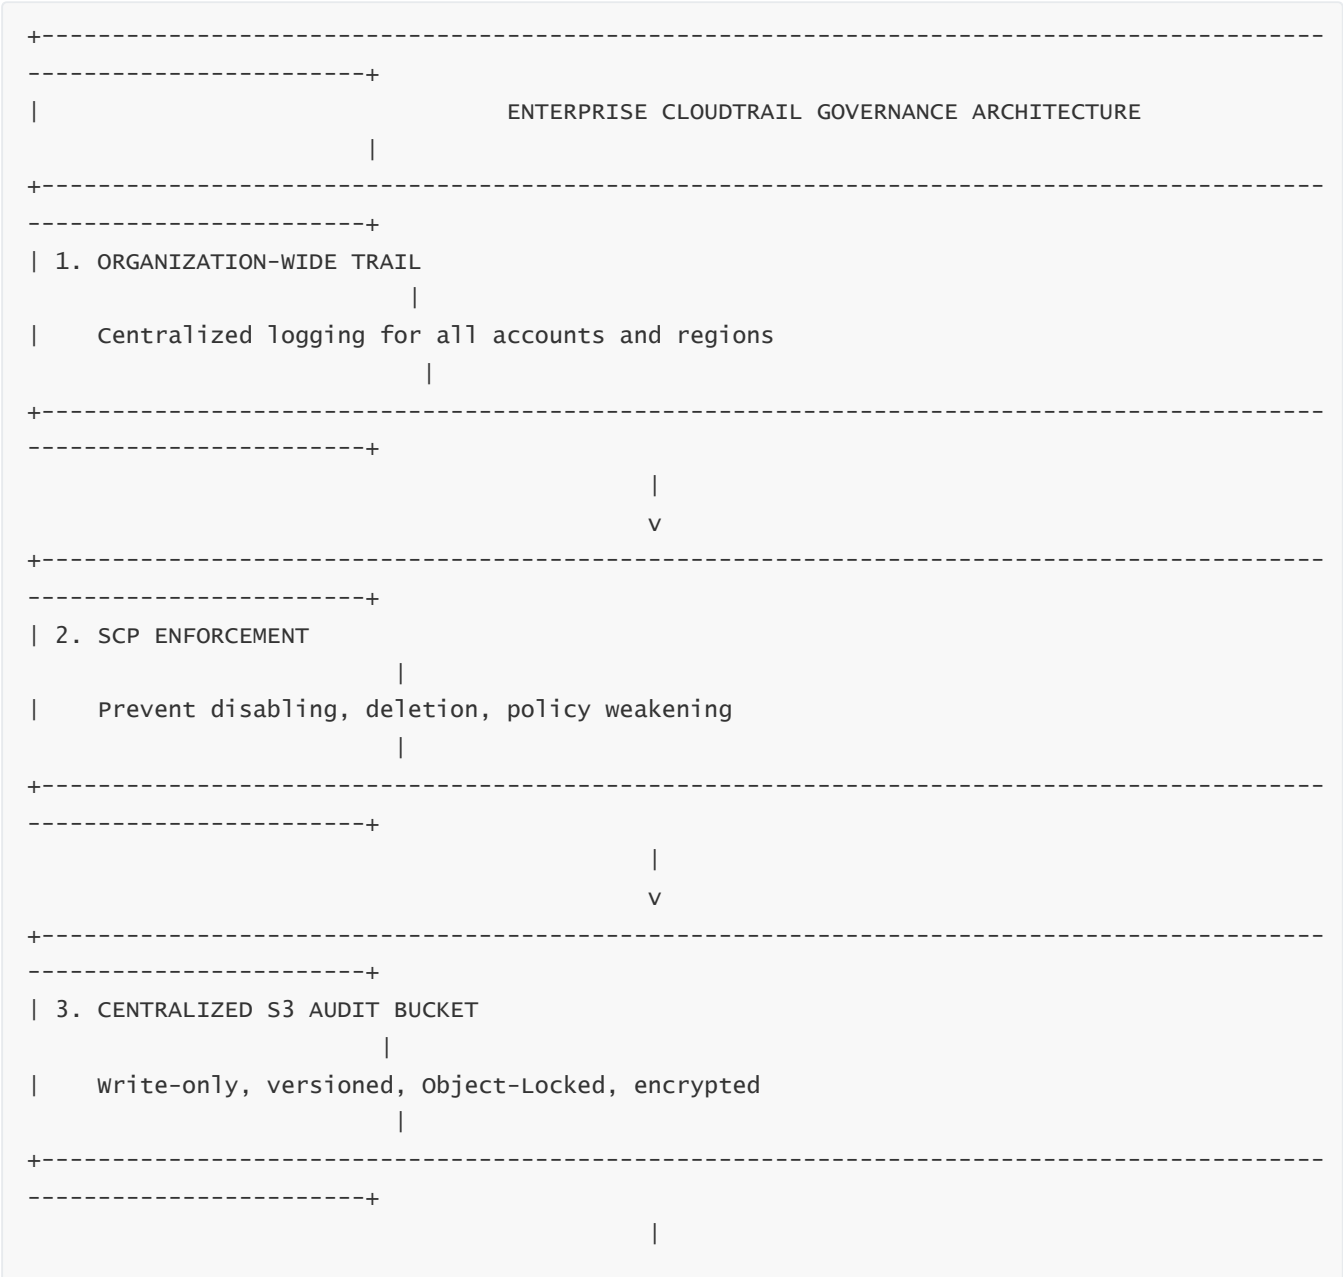 +-------------------------------------------------------------------------------------------
------------------------+
|                                 ENTERPRISE CLOUDTRAIL GOVERNANCE ARCHITECTURE
                        |
+-------------------------------------------------------------------------------------------
------------------------+
| 1. ORGANIZATION-WIDE TRAIL
                           |
|    Centralized logging for all accounts and regions
                            |
+-------------------------------------------------------------------------------------------
------------------------+
                                            |
                                            v
+-------------------------------------------------------------------------------------------
------------------------+
| 2. SCP ENFORCEMENT
                          |
|    Prevent disabling, deletion, policy weakening
                          |
+-------------------------------------------------------------------------------------------
------------------------+
                                            |
                                            v
+-------------------------------------------------------------------------------------------
------------------------+
| 3. CENTRALIZED S3 AUDIT BUCKET
                         |
|    Write-only, versioned, Object-Locked, encrypted
                          |
+-------------------------------------------------------------------------------------------
------------------------+
                                            |